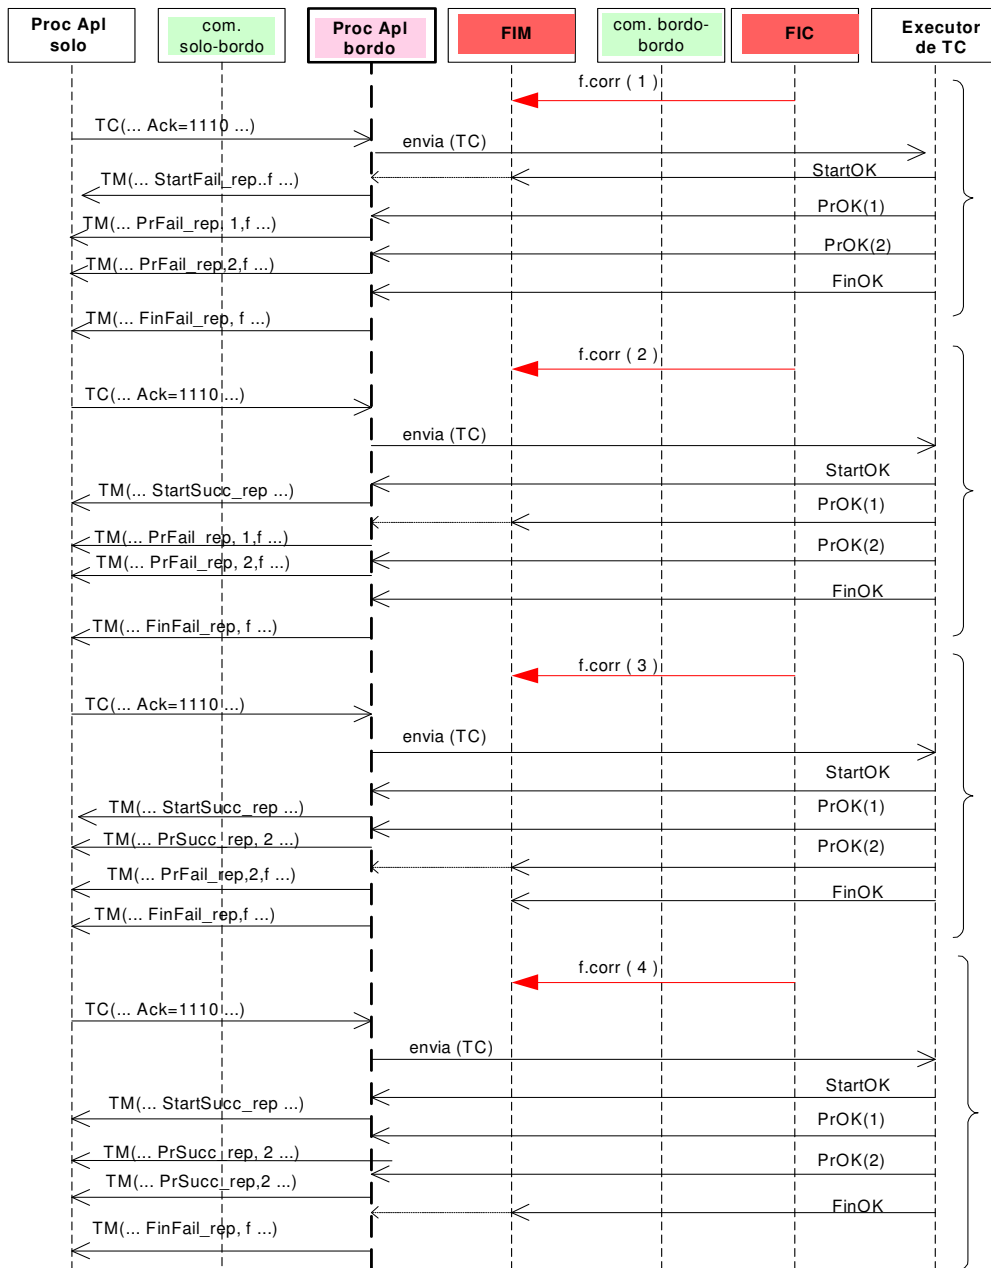 Proc Apl
solo
com.
solo-bordo
Proc Apl
bordo
FIM
com. bordo-
bordo
FIC
Executor
de TC
f.corr ( 1 )
TC(... Ack=1110 ...)
envia (TC)
StartOK
TM(... StartFail_rep..f ...)
PrOK(1)
TM(... PrFail_rep, 1,f ...)
PrOK(2)
TM(... PrFail_rep,2,f ...)
FinOK
TM(... FinFail_rep, f ...)
f.corr ( 2 )
TC(... Ack=1110 ...)
envia (TC)
StartOK
TM(... StartSucc_rep ...)
PrOK(1)
TM(... PrFail_rep, 1,f ...)
PrOK(2)
TM(... PrFail_rep, 2,f ...)
FinOK
TM(... FinFail_rep, f ...)
f.corr ( 3 )
TC(... Ack=1110 ...)
envia (TC)
StartOK
TM(... StartSucc_rep ...)
PrOK(1)
TM(... PrSucc_rep, 2 ...)
PrOK(2)
TM(... PrFail_rep,2,f ...)
FinOK
TM(... FinFail_rep,f ...)
f.corr ( 4 )
TC(... Ack=1110 ...)
envia (TC)
StartOK
TM(... StartSucc_rep ...)
PrOK(1)
TM(... PrSucc_rep, 2 ...)
PrOK(2)
TM(... PrSucc_rep,2 ...)
FinOK
TM(... FinFail_rep, f ...)